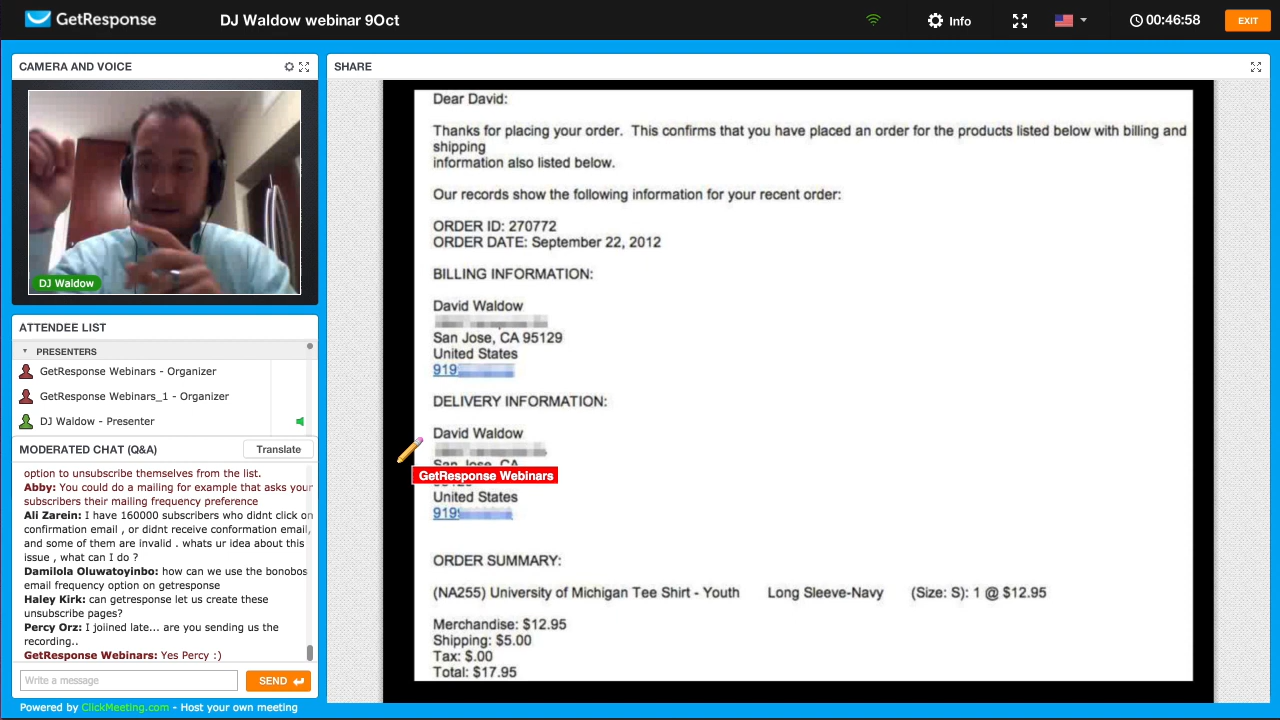 GetResponse
DJ Waldow webinar 9Oct
Info
00:46:58
EXIT
CAMERA AND VOICE
DJ Waldow
ATTENDEE LIST
PRESENTERS
GetResponse Webinars - Organizer
GetResponse Webinars_1 - Organizer
DJ Waldow - Presenter
MODERATED CHAT (Q&A)
Translate
option to unsubscribe themselves from the list.
Abby: You could do a mailing for example that asks your
subscribers their mailing frequency preference
Ali Zarein: I have 160000 subscribers who didnt click on
confirmation email , or didnt receive conformation email,
and some of them are invalid . whats ur idea about this
issue , what can I do ?
Damilola Oluwatoyinbo: how can we use the bonobos
email frequency option on getresponse
Haley Kirk: can getresponse let us create these
unsubscribe pages?
Percy Orz: I joiined late... are you sending us the
recording..
GetResponse Webinars: Yes Percy :)
Write a message
SEND
Powered by ClickMeeting.com - Host your own meeting
SHARE
Dear David:
Thanks for placing your order. This confirms that you have placed an order for the products listed below with billing and
shipping
information also listed below.
Our records show the following information for your recent order:
ORDER ID: 270772
ORDER DATE: September 22, 2012
BILLING INFORMATION:
David Waldow
San Jose, CA 95129
United States
919
DELIVERY INFORMATION:
David Waldow
San Jose, CA
GetResponse Webinars
United States
919
ORDER SUMMARY:
(NA255) University of Michigan Tee Shirt - Youth Long Sleeve-Navy (Size: S): 1 @ $12.95
Merchandise: $12.95
Shipping: $5.00
Tax: $.00
Total: $17.95